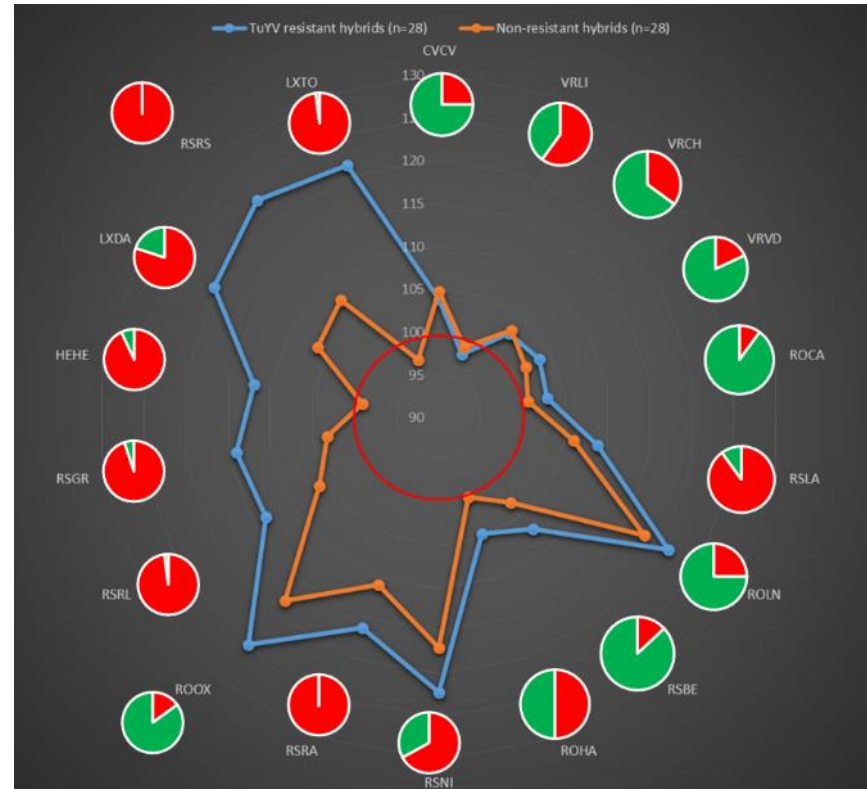 TuYV resistant hybrids (n=28) Non-resistant hybrids (n=28)
CVCV
LXTO
VRLI
RSRS
VRCH
LXDA
VRVD
HEHE
ROCA
RSGR
RSLA
RSRL
ROLN
ROOX
RSBE
RSRA
ROHA
RSNI
130
120
115
110
105
100
95
90